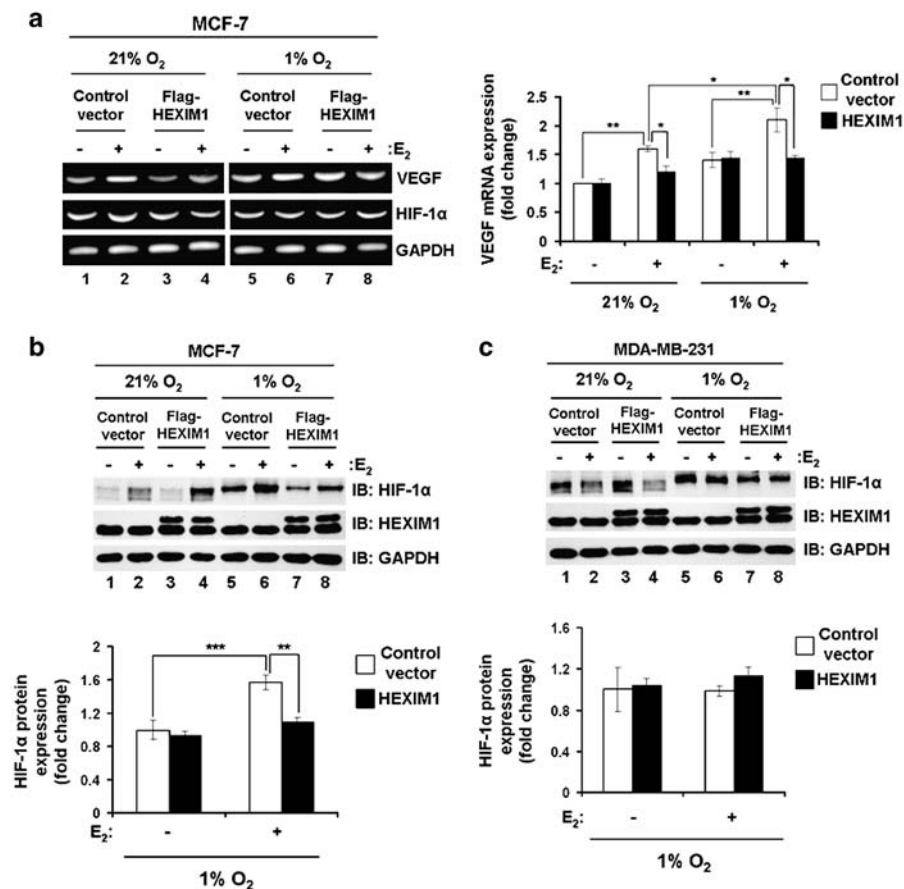 a
MCF-7
21% O2 1% O2
Control vector Flag-HEXIM1 Control vector Flag-HEXIM1
- + - + - + - + :E2
VEGF
HIF-1α
GAPDH
1 2 3 4 5 6 7 8
VEGF mRNA expression
(fold change)
2.5
2
1.5
1
0.5
0
** * * ** *
Control vector
HEXIM1
E2: - + - +
21% O2 1% O2
b
MCF-7
21% O2 1% O2
Control vector Flag-HEXIM1 Control vector Flag-HEXIM1
- + - + - + - + :E2
IB: HIF-1α
IB: HEXIM1
IB: GAPDH
1 2 3 4 5 6 7 8
HIF-1α protein
expression
(fold change)
2
1.6
1.2
0.8
0.4
0
*** **
Control vector
HEXIM1
E2: - +
1% O2
c
MDA-MB-231
21% O2 1% O2
Control vector Flag-HEXIM1 Control vector Flag-HEXIM1
- + - + - + - + :E2
IB: HIF-1α
IB: HEXIM1
IB: GAPDH
1 2 3 4 5 6 7 8
HIF-1α protein
expression
(fold change)
1.6
1.2
0.8
0.4
0
Control vector
HEXIM1
E2: - +
1% O2